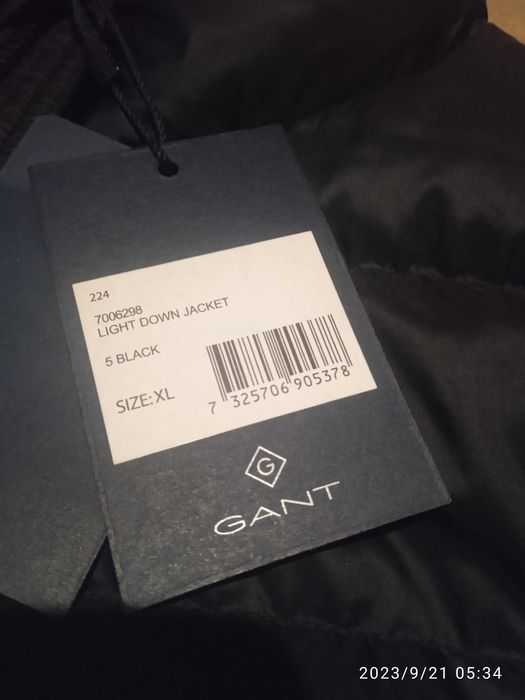 224
7006298
LIGHT DOWN JACKET
5 BLACK
SIZE: XL
7 325706 905378
G
GANT
2023/9/21 05:34